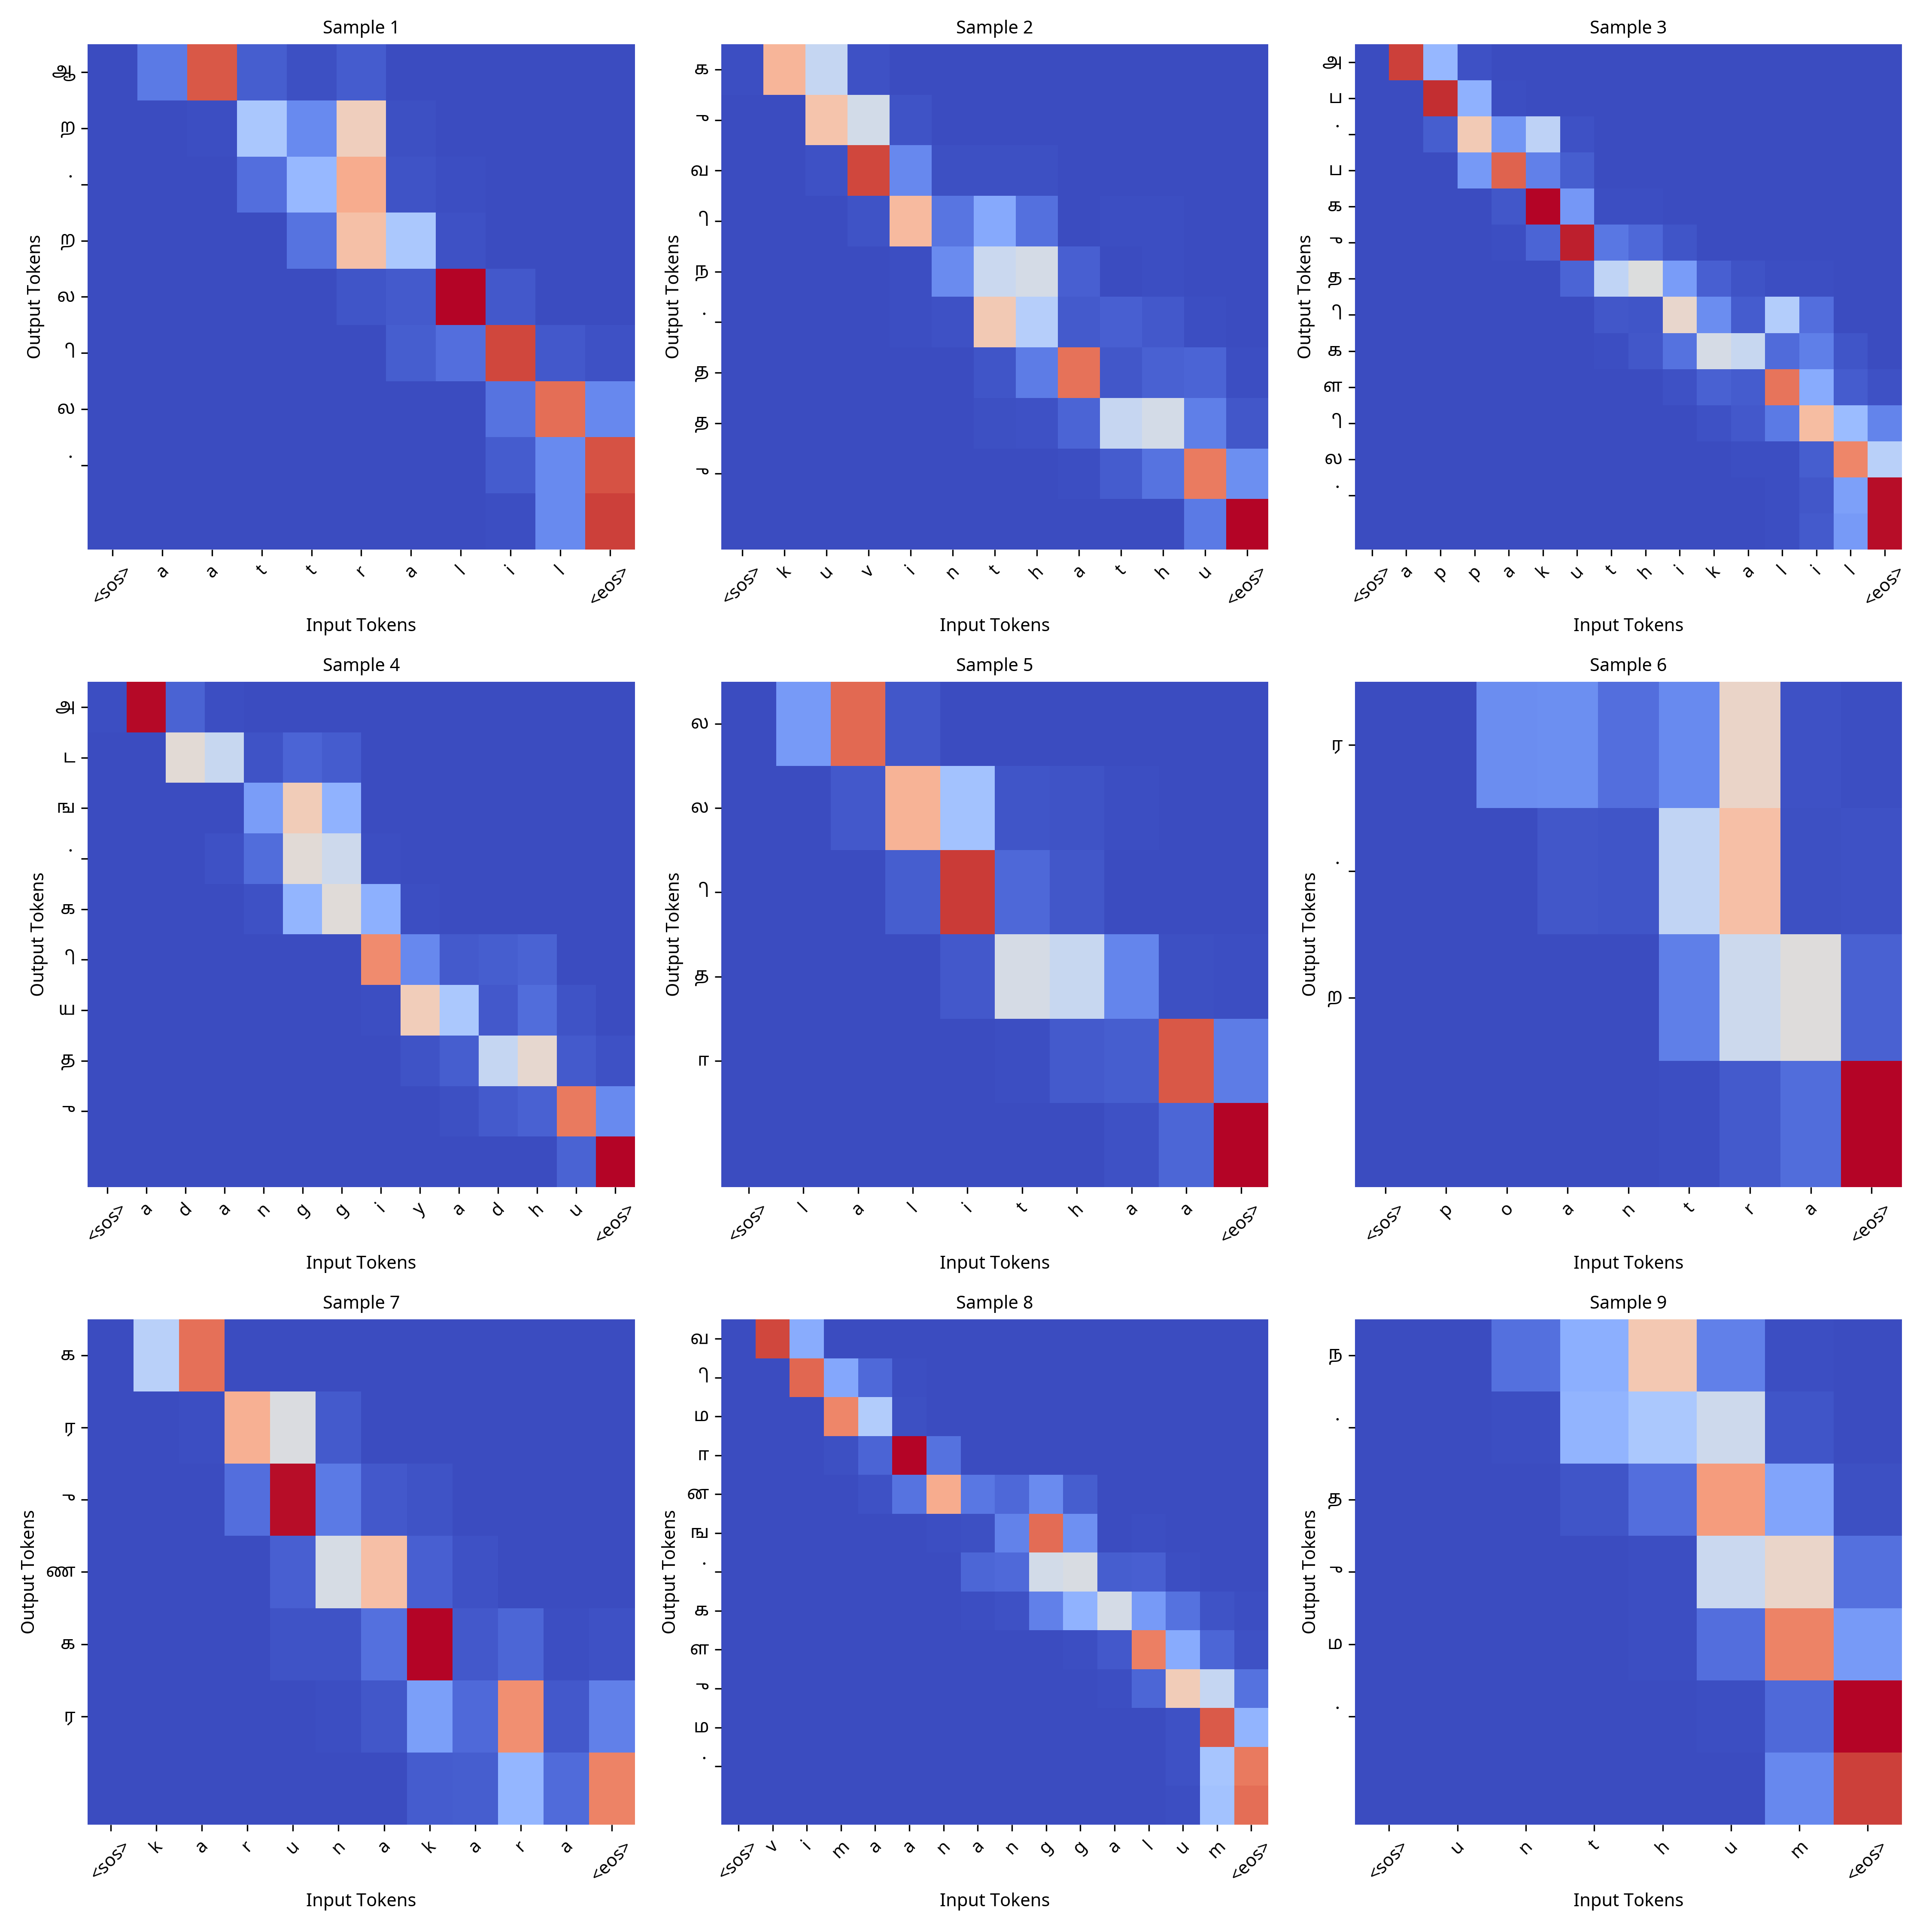 Sample 1
Output Tokens
ஆ
ற
்
ற
ல
ி
ல
்
<sos> a a t t r a l i l <eos>
Input Tokens
Sample 2
Output Tokens
க
ு
வ
ி
ந
்
த
த
ு
<sos> k u v i n t h a t h u <eos>
Input Tokens
Sample 3
Output Tokens
அ
ப
்
ப
க
ு
த
ி
க
ள
ி
ல
்
<sos> a p p a k u t h i k a l i l <eos>
Input Tokens
Sample 4
Output Tokens
அ
ட
ங
்
க
ி
ய
த
ு
<sos> a d a n g g i y a d h u <eos>
Input Tokens
Sample 5
Output Tokens
ல
ல
ி
த
ா
<sos> l a l i t h a a <eos>
Input Tokens
Sample 6
Output Tokens
ர
்
ற
<sos> p o a n t r a <eos>
Input Tokens
Sample 7
Output Tokens
க
ர
ு
ண
க
ர
<sos> k a r u n a k a r a <eos>
Input Tokens
Sample 8
Output Tokens
வ
ி
ம
ா
ன
ங
்
க
ள
ு
ம
்
<sos> v i m a a n a n g g a l u m <eos>
Input Tokens
Sample 9
Output Tokens
ந
்
த
ு
ம
்
<sos> u n t h u m <eos>
Input Tokens